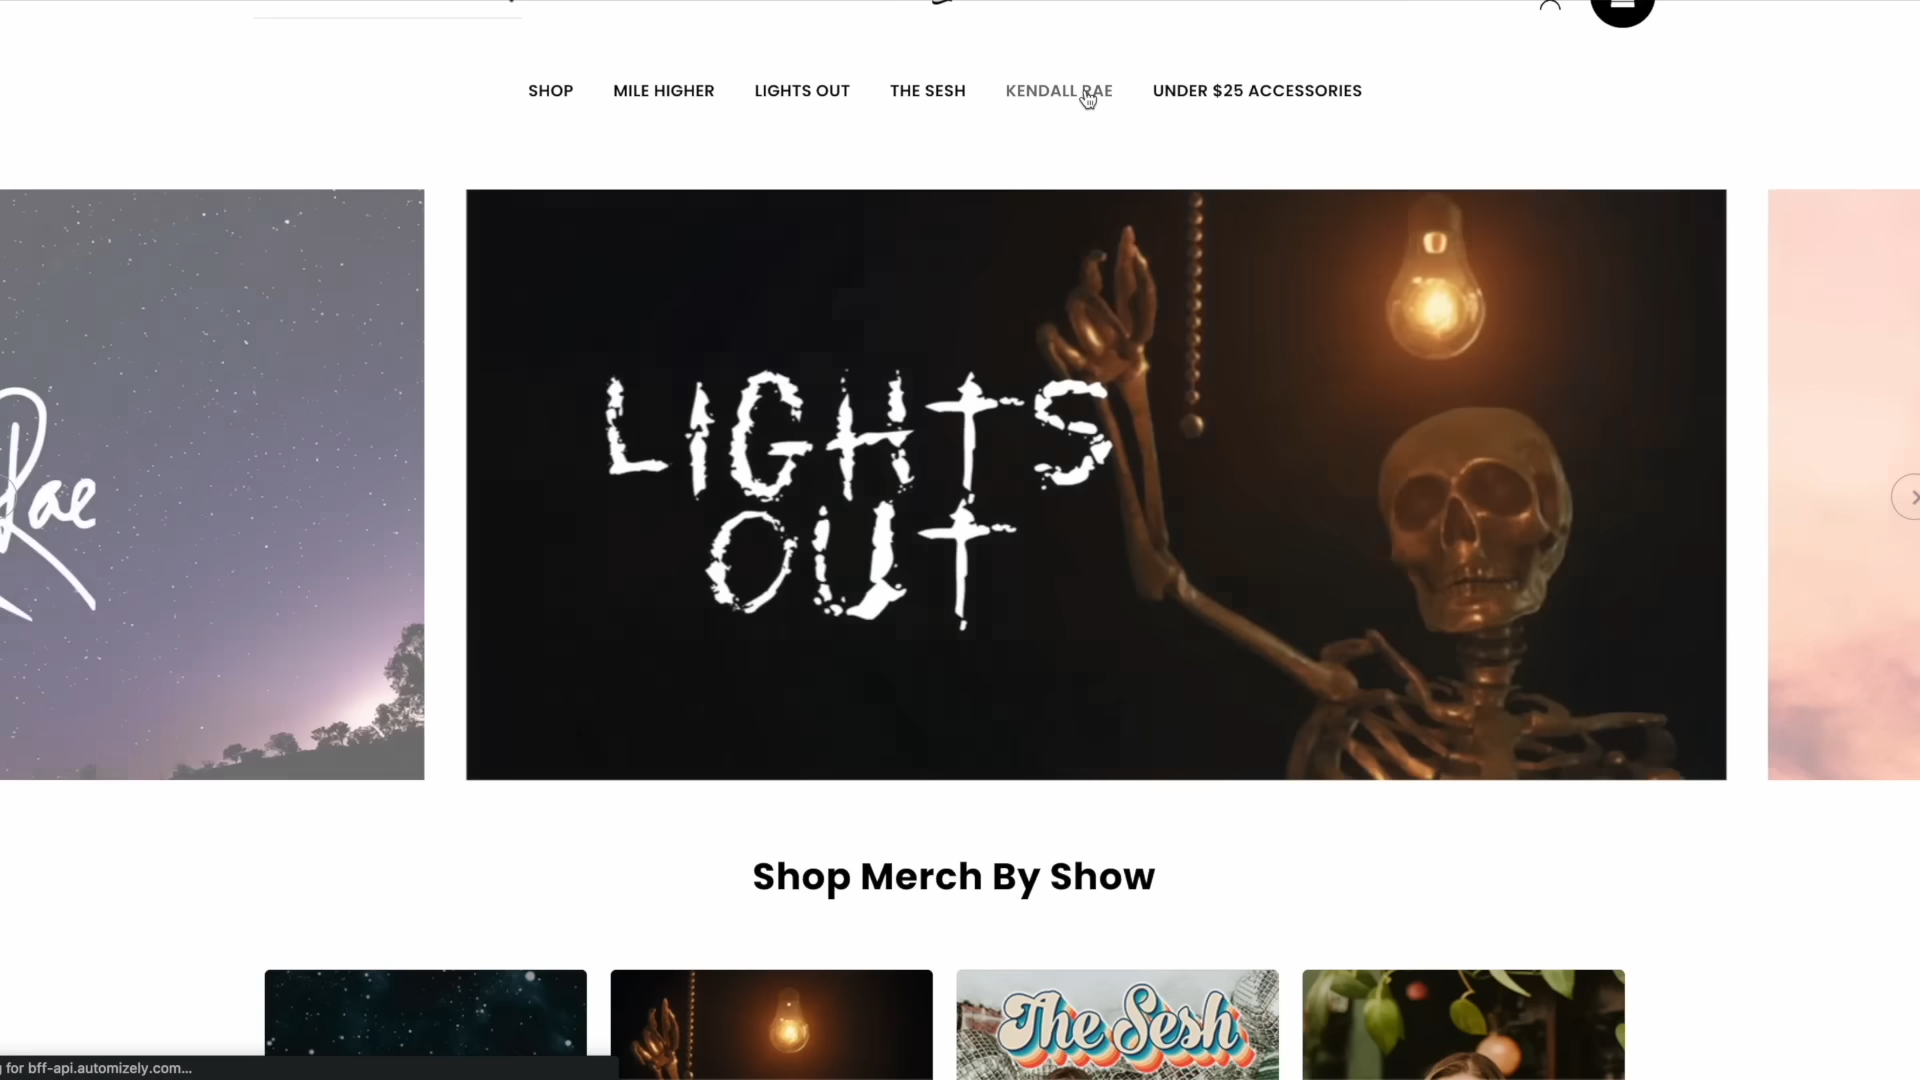 SHOP MILE HIGHER LIGHTS OUT THE SESH KENDALL RAE UNDER $25 ACCESSORIES
Rae
LIGHTS
OUT
Shop Merch By Show
The Sesh
for bff-api.automizely.com...